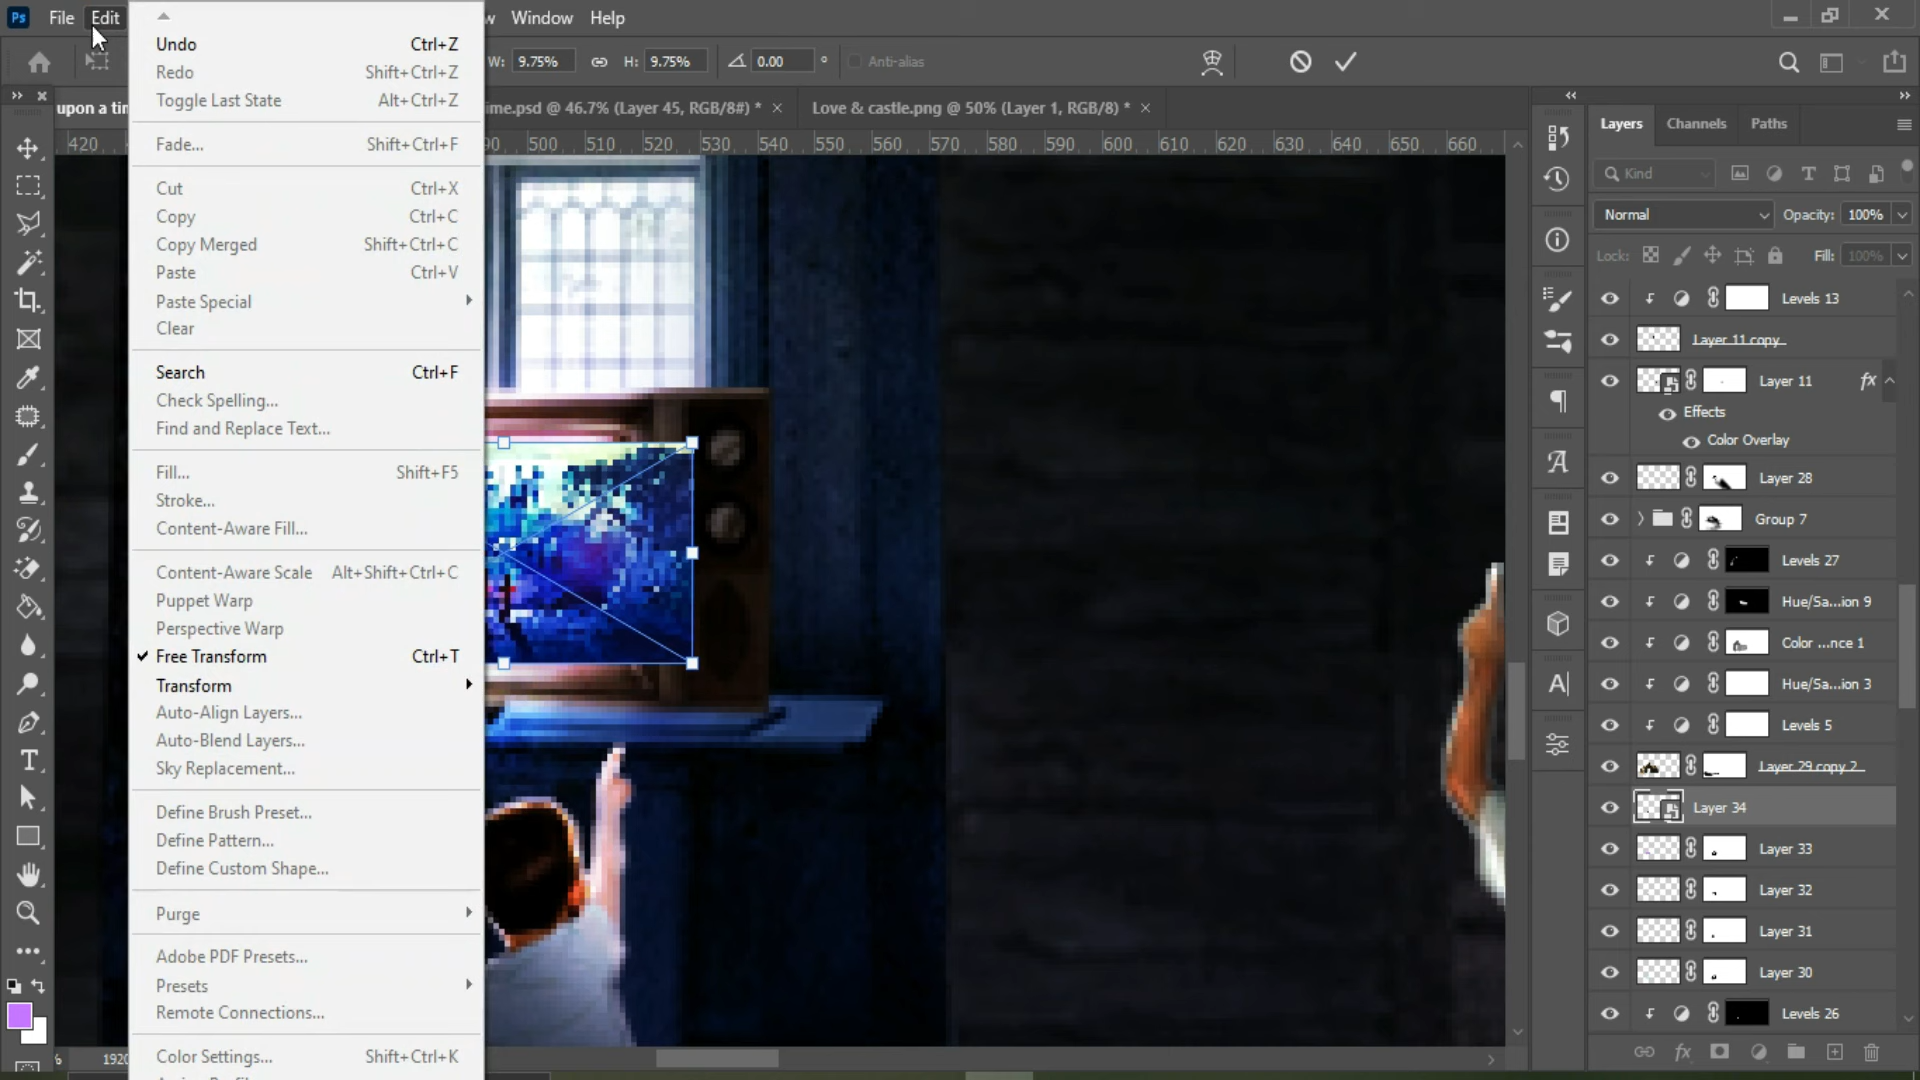 Ps File Edit Window Help
W: 9.75% H: 9.75% 0.00 ° Anti-alias
upon a tim ime.psd @ 46.7% (Layer 45, RGB/8#) * Love & castle.png @ 50% (Layer 1, RGB/8) *
420 90 500 510 520 530 540 550 560 570 580 590 600 610 620 630 640 650 660
Undo Ctrl+Z
Redo Shift+Ctrl+Z
Toggle Last State Alt+Ctrl+Z
Fade... Shift+Ctrl+F
Cut Ctrl+X
Copy Ctrl+C
Copy Merged Shift+Ctrl+C
Paste Ctrl+V
Paste Special
Clear
Search Ctrl+F
Check Spelling...
Find and Replace Text...
Fill... Shift+F5
Stroke...
Content-Aware Fill...
Content-Aware Scale Alt+Shift+Ctrl+C
Puppet Warp
Perspective Warp
Free Transform Ctrl+T
Transform
Auto-Align Layers...
Auto-Blend Layers...
Sky Replacement...
Define Brush Preset...
Define Pattern...
Define Custom Shape...
Purge
Adobe PDF Presets...
Presets
Remote Connections...
Color Settings... Shift+Ctrl+K
% 1920
Layers Channels Paths
Kind
Normal Opacity: 100%
Lock: Fill: 100%
Levels 13
Layer 11 copy
Layer 11 fx
Effects
Color Overlay
Layer 28
Group 7
Levels 27
Hue/Sa...ion 9
Color ...nce 1
Hue/Sa...ion 3
Levels 5
Layer 29 copy 2
Layer 34
Layer 33
Layer 32
Layer 31
Layer 30
Levels 26
fx